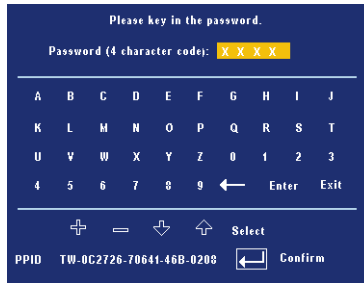 Please key in the password.
Password (4 character code): X X X X
A B C D E F G H I J
K L M N O P Q R S T
U V W X Y Z 0 1 2 3
4 5 6 7 8 9 ← Enter Exit
Select
PPID TW-0C2726-70641-46B-0208 Confirm